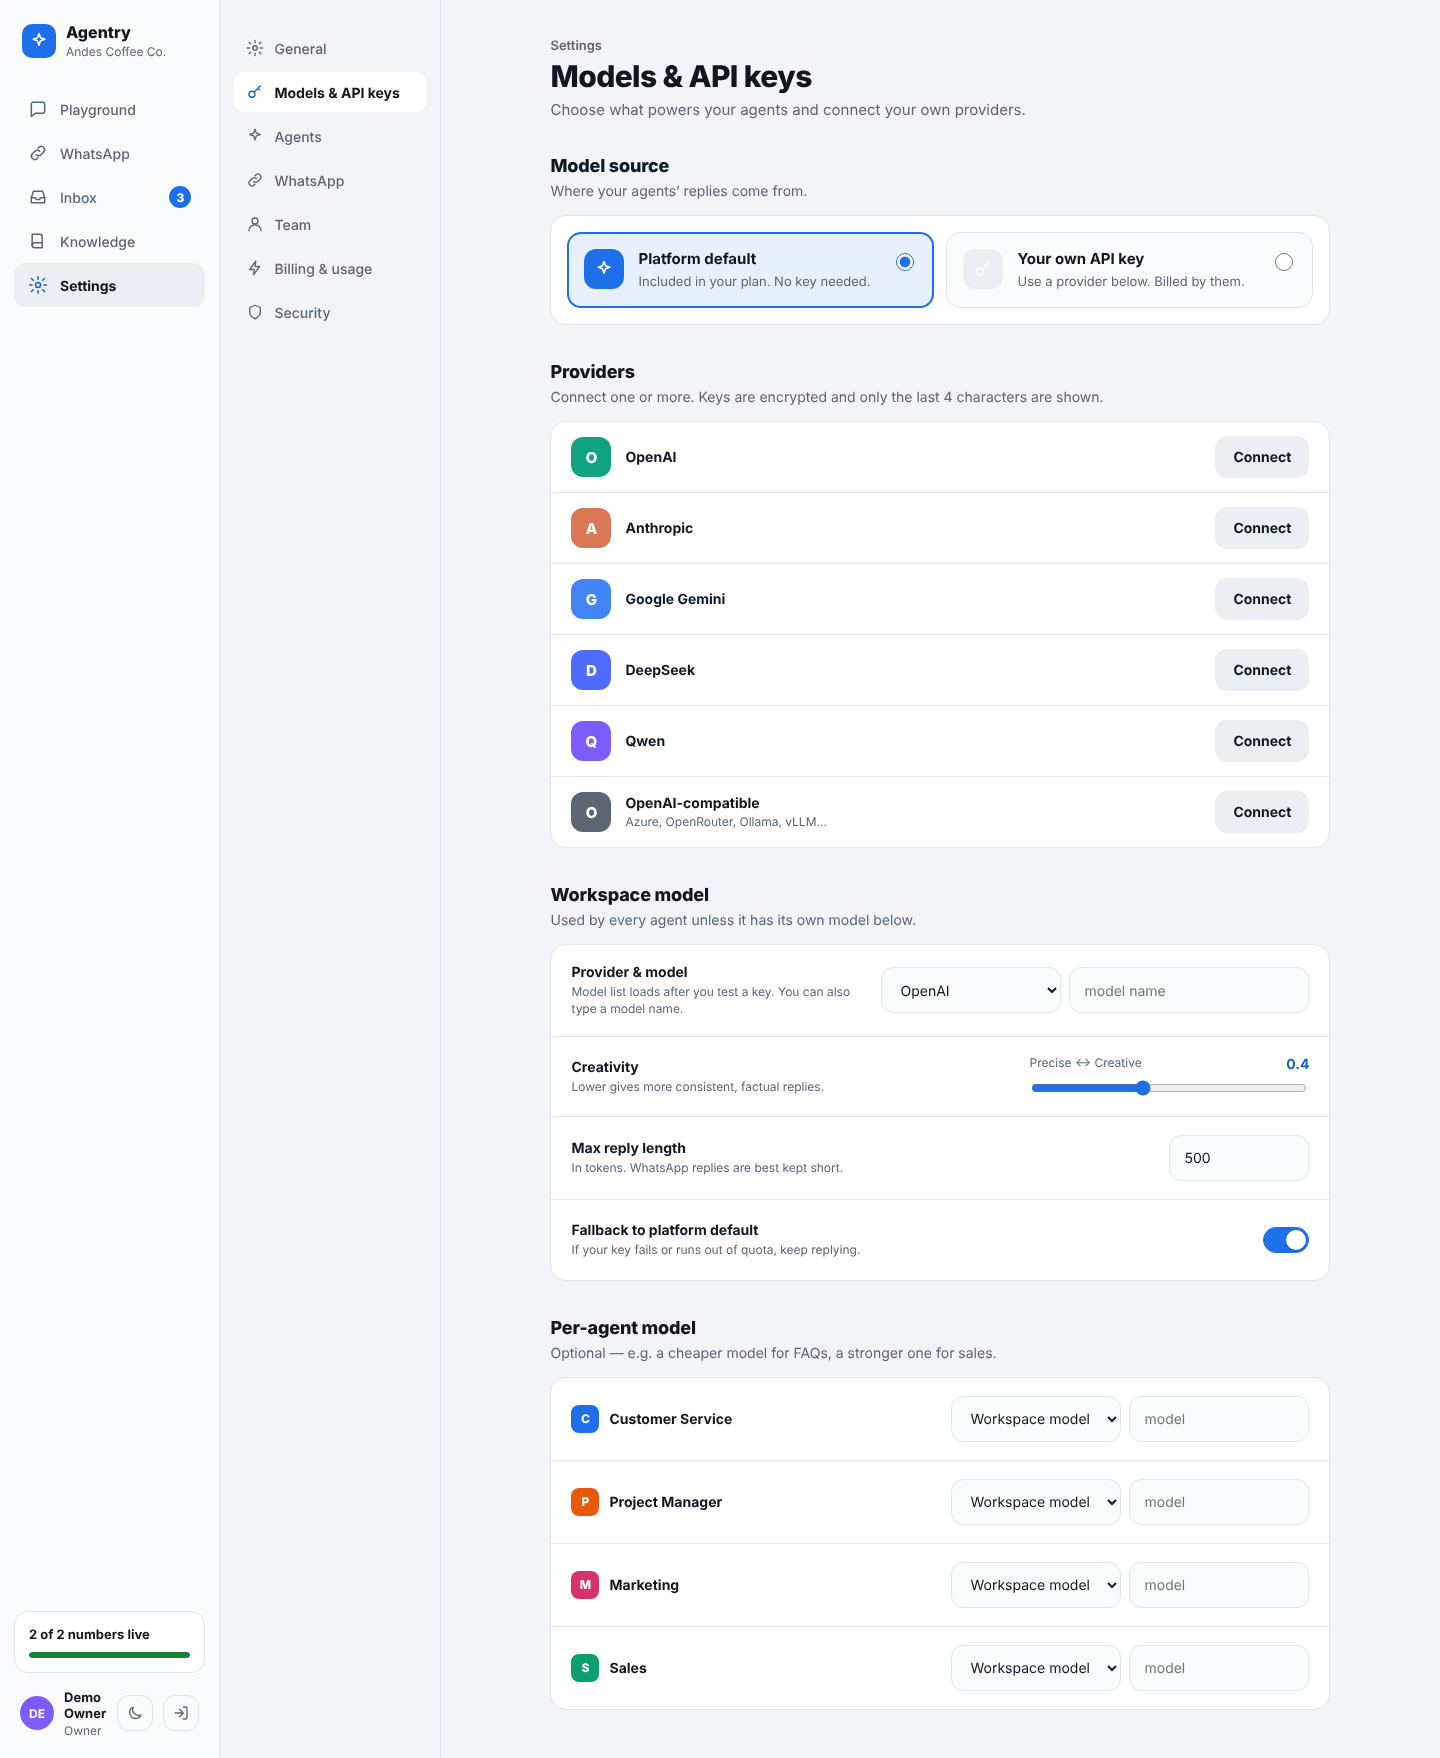 Agentry
Andes Coffee Co.
Playground
WhatsApp
Inbox
3
Knowledge
Settings
2 of 2 numbers live
DE
Demo
Owner
Owner
General
Models & API keys
Agents
WhatsApp
Team
Billing & usage
Security
Settings
Models & API keys
Choose what powers your agents and connect your own providers.
Model source
Where your agents’ replies come from.
Platform default
Included in your plan. No key needed.
Your own API key
Use a provider below. Billed by them.
Providers
Connect one or more. Keys are encrypted and only the last 4 characters are shown.
O
OpenAI
Connect
A
Anthropic
Connect
G
Google Gemini
Connect
D
DeepSeek
Connect
Q
Qwen
Connect
O
OpenAI-compatible
Azure, OpenRouter, Ollama, vLLM…
Connect
Workspace model
Used by every agent unless it has its own model below.
Provider & model
Model list loads after you test a key. You can also
type a model name.
OpenAI
model name
Creativity
Lower gives more consistent, factual replies.
Precise ↔ Creative
0.4
Max reply length
In tokens. WhatsApp replies are best kept short.
500
Fallback to platform default
If your key fails or runs out of quota, keep replying.
Per-agent model
Optional — e.g. a cheaper model for FAQs, a stronger one for sales.
C
Customer Service
Workspace model
model
P
Project Manager
Workspace model
model
M
Marketing
Workspace model
model
S
Sales
Workspace model
model